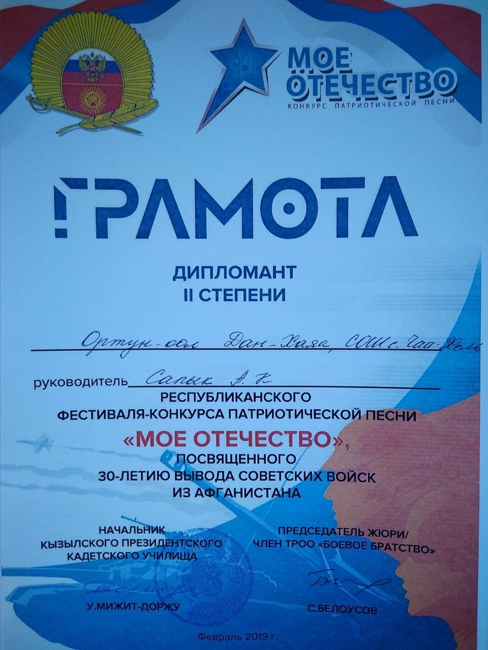 МОЕ
ОТЕЧЕСТВО
КОНКУРС ПАТРИОТИЧЕСКОЙ ПЕСНИ
ГРАМОТА
ДИПЛОМАНТ
II СТЕПЕНИ
Ортун-оол Дан-Хаяа, СОШ с. Чаа-Холь
руководитель Сапык А. К
РЕСПУБЛИКАНСКОГО
ФЕСТИВАЛЯ-КОНКУРСА ПАТРИОТИЧЕСКОЙ ПЕСНИ
«МОЕ ОТЕЧЕСТВО»,
ПОСВЯЩЕННОГО
30-ЛЕТИЮ ВЫВОДА СОВЕТСКИХ ВОЙСК
ИЗ АФГАНИСТАНА
НАЧАЛЬНИК
КЫЗЫЛСКОГО ПРЕЗИДЕНТСКОГО
КАДЕТСКОГО УЧИЛИЩА
У.МИЖИТ-ДОРЖУ
ПРЕДСЕДАТЕЛЬ ЖЮРИ/
ЧЛЕН ТРОО «БОЕВОЕ БРАТСТВО»
С.БЕЛОУСОВ
Февраль 2019 г.